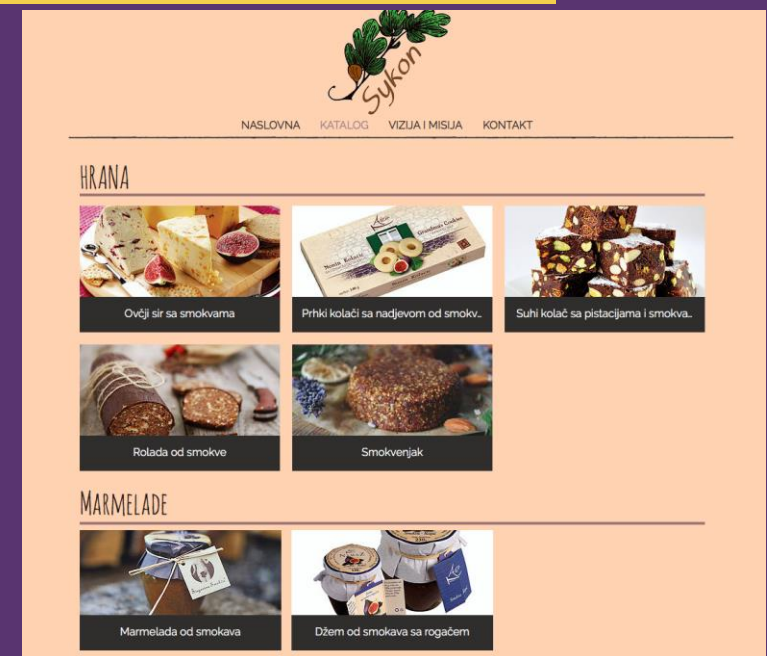 Sykon
NASLOVNA KATALOG VIZIJA I MISIJA KONTAKT
HRANA
Ovčji sir sa smokvama
Prhki kolači sa nadjevom od smokv...
Suhi kolač sa pistacijama i smokva...
Rolada od smokve
Smokvenjak
MARMELADE
Marmelada od smokava
Džem od smokava sa rogačem